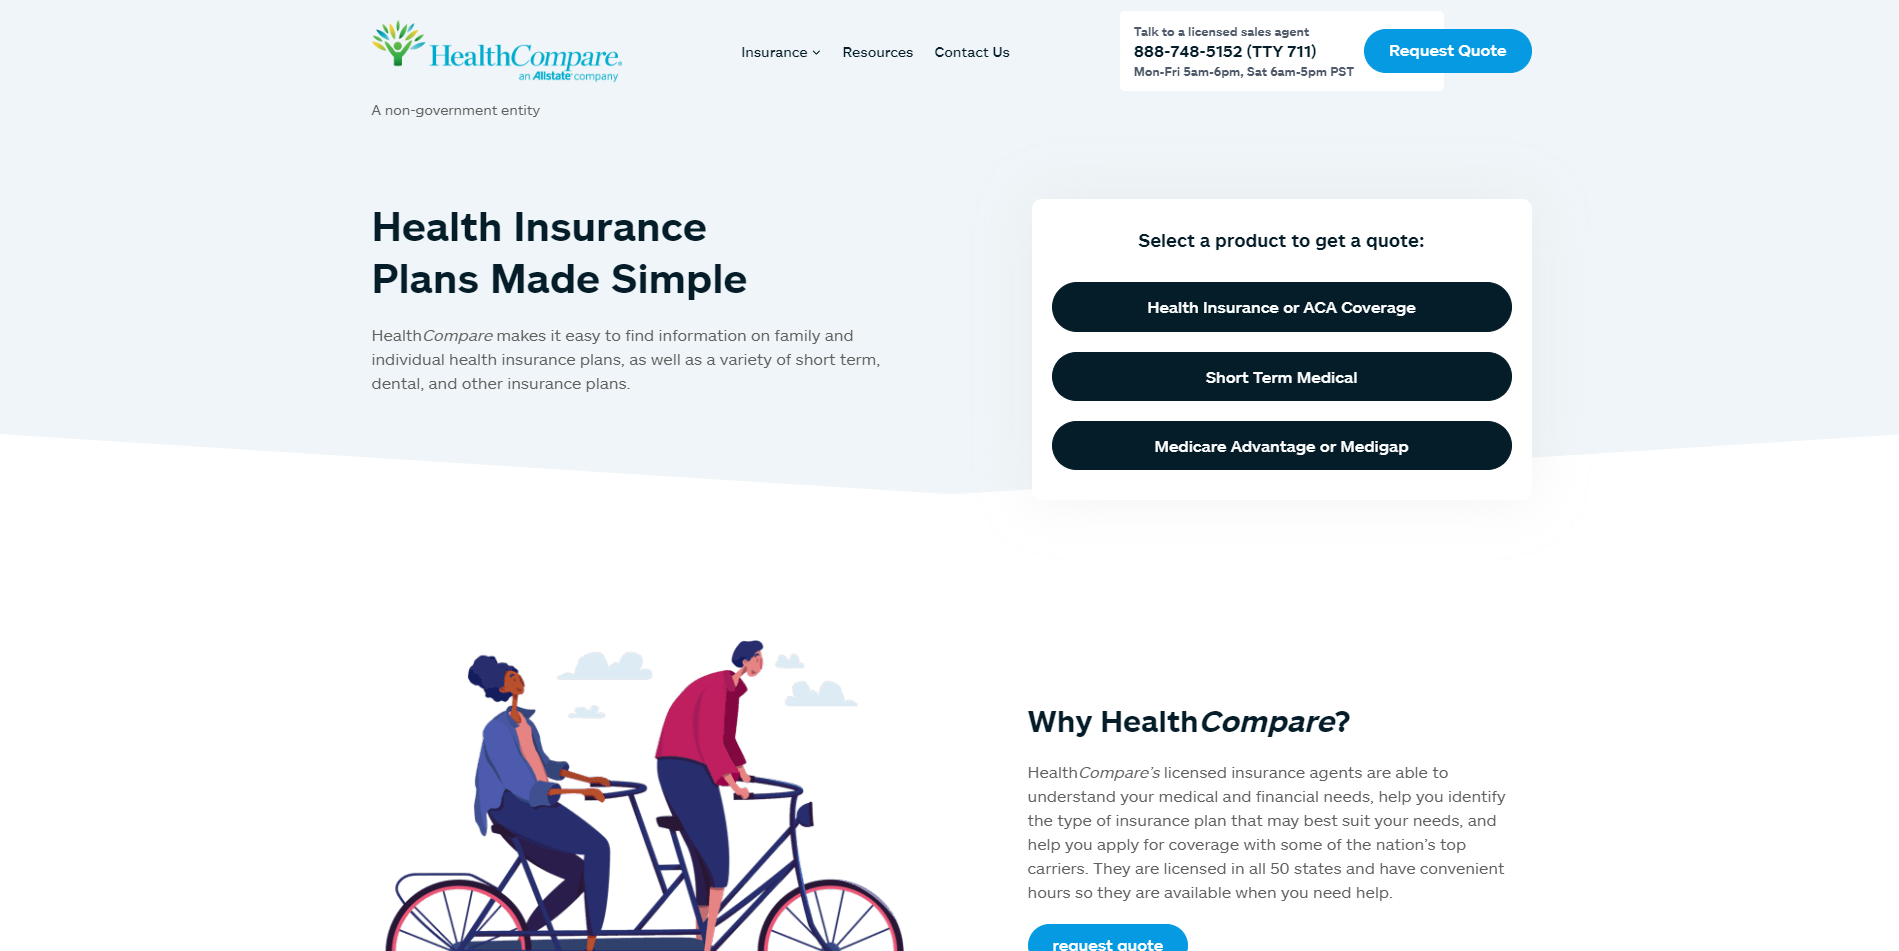 HealthCompare®
an Allstate company
Insurance
Resources
Contact Us
Talk to a licensed sales agent
888-748-5152 (TTY 711)
Mon-Fri 5am-6pm, Sat 6am-5pm PST
Request Quote
A non-government entity
Health Insurance
Plans Made Simple
HealthCompare makes it easy to find information on family and
individual health insurance plans, as well as a variety of short term,
dental, and other insurance plans.
Select a product to get a quote:
Health Insurance or ACA Coverage
Short Term Medical
Medicare Advantage or Medigap
Why HealthCompare?
HealthCompare’s licensed insurance agents are able to
understand your medical and financial needs, help you identify
the type of insurance plan that may best suit your needs, and
help you apply for coverage with some of the nation’s top
carriers. They are licensed in all 50 states and have convenient
hours so they are available when you need help.
request quote